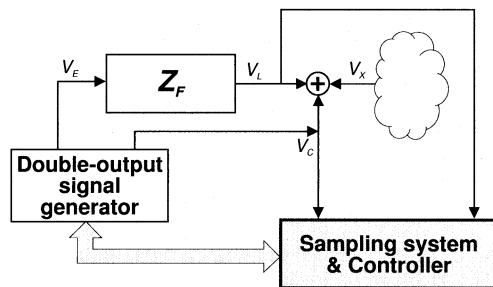 V_E
Z_F
V_L
V_X
V_C
Double-output
signal
generator
Sampling system
& Controller